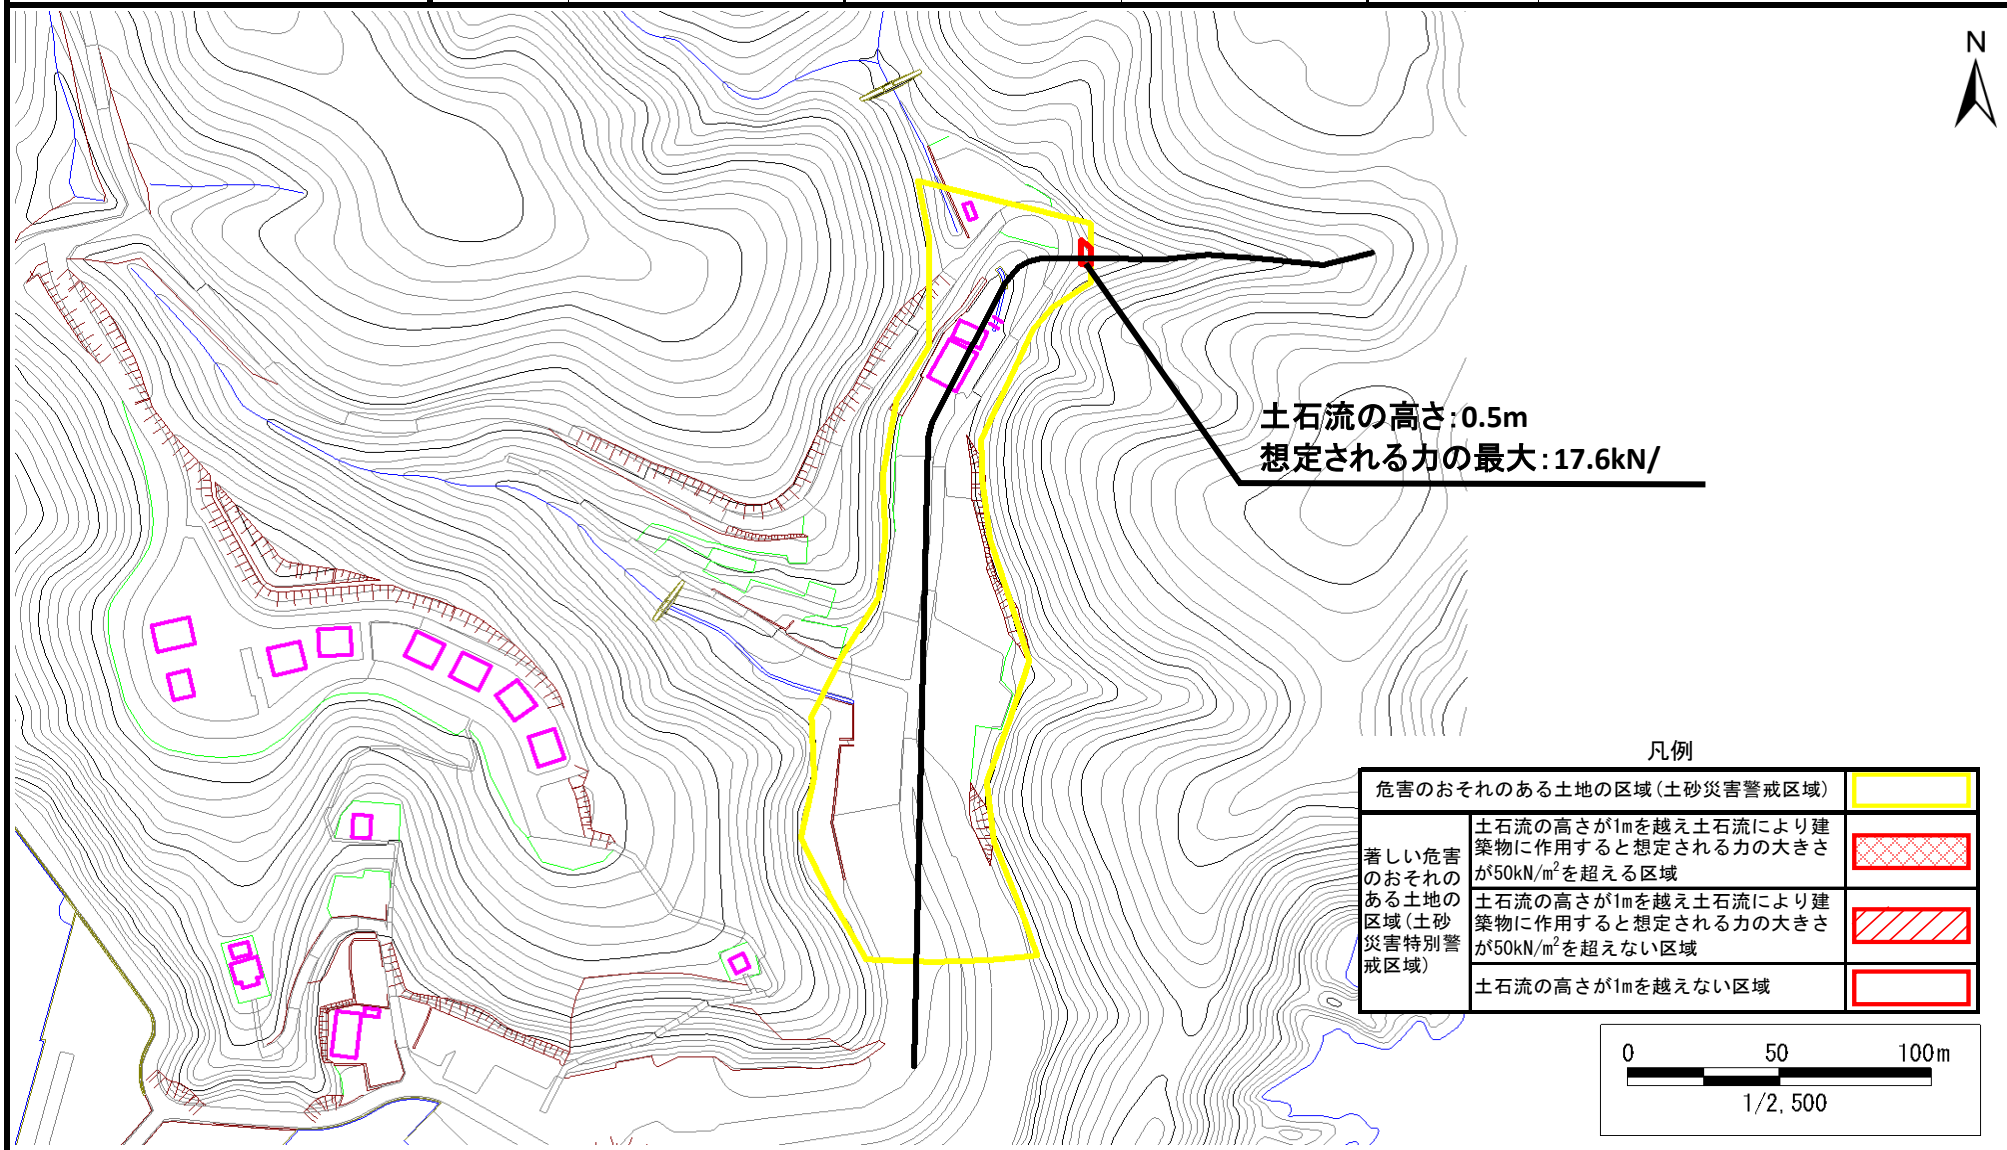 N
土石流の高さ:0.5m
想定される力の最大:17.6kN/
凡例
危害のおそれのある土地の区域(土砂災害警戒区域)
著しい危害
のおそれの
ある土地の
区域(土砂
災害特別警
戒区域)
土石流の高さが1mを越え土石流により建
築物に作用すると想定される力の大きさ
が50kN/m²を超える区域
土石流の高さが1mを越え土石流により建
築物に作用すると想定される力の大きさ
が50kN/m²を超えない区域
土石流の高さが1mを越えない区域
0 50 100m
1/2,500